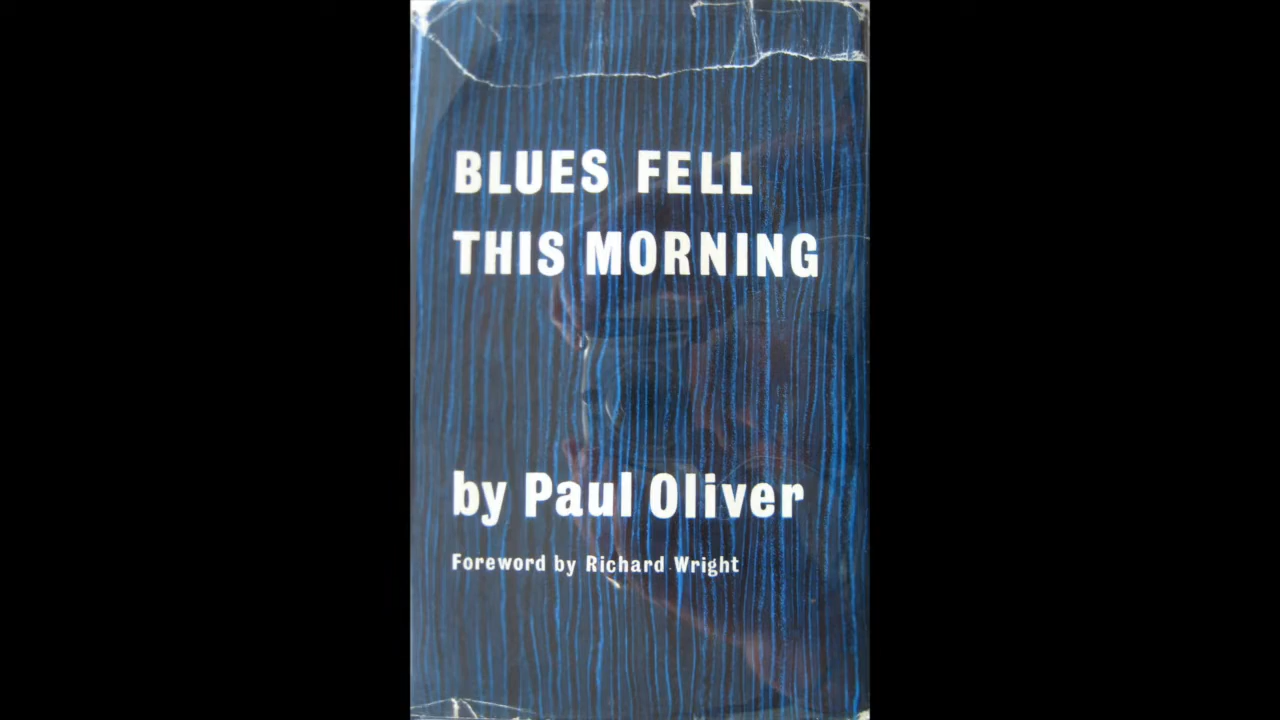 BLUES FELL
THIS MORNING
by Paul Oliver
Foreword by Richard Wright